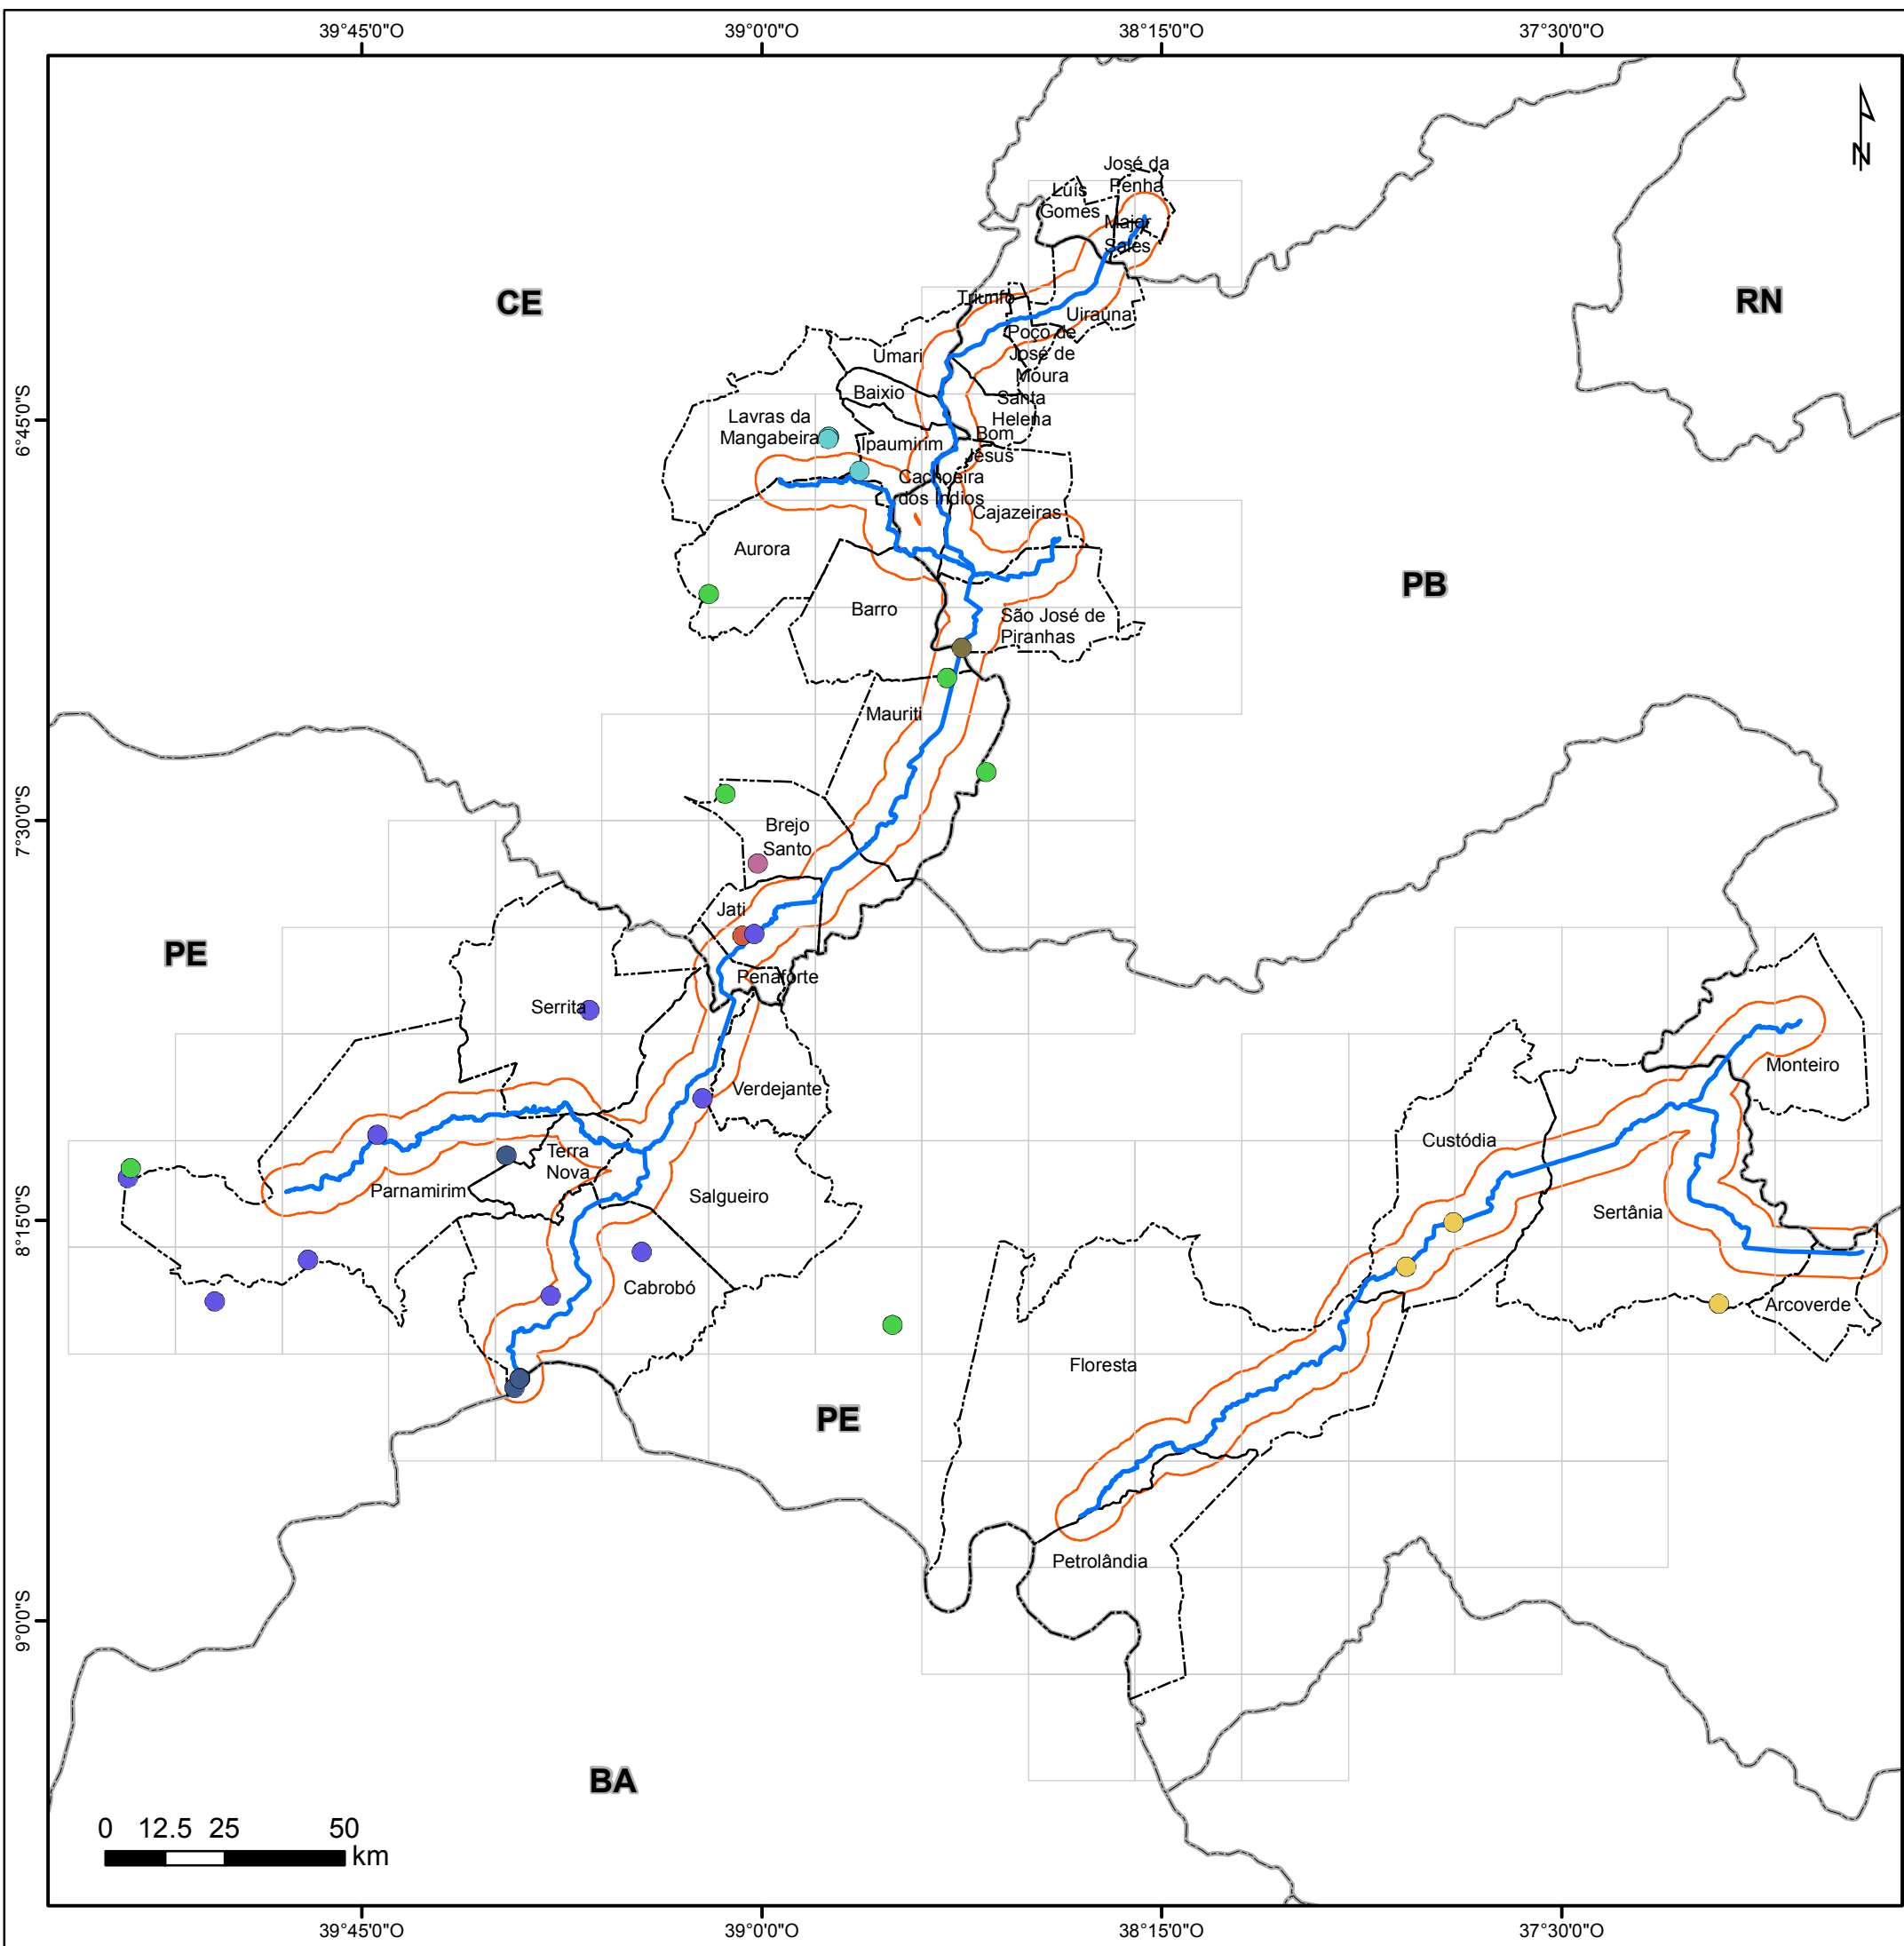 39°45'0"O 39°0'0"O 38°15'0"O 37°30'0"O
N
José da
Penha
Luís
Gomes
Major
Sales
CE
RN
Triunfo
Uiraúna
Poço de
José de
Moura
Umari
Baixio
Santa
Helena
6°45'0"S
Lavras da
Mangabeira
Ipaumirim
Bom
Jesus
Cachoeira
dos Índios
Cajazeiras
Aurora
PB
Barro
São José de
Piranhas
Mauriti
7°30'0"S
Brejo
Santo
Jati
PE
Penaforte
Serrita
Verdejante
Monteiro
Custódia
Terra
Nova
Parnamirim
Salgueiro
8°15'0"S
Sertânia
Cabrobó
Arcoverde
Floresta
PE
Petrolândia
9°0'0"S
BA
0 12.5 25 50
km
39°45'0"O 39°0'0"O 38°15'0"O 37°30'0"O